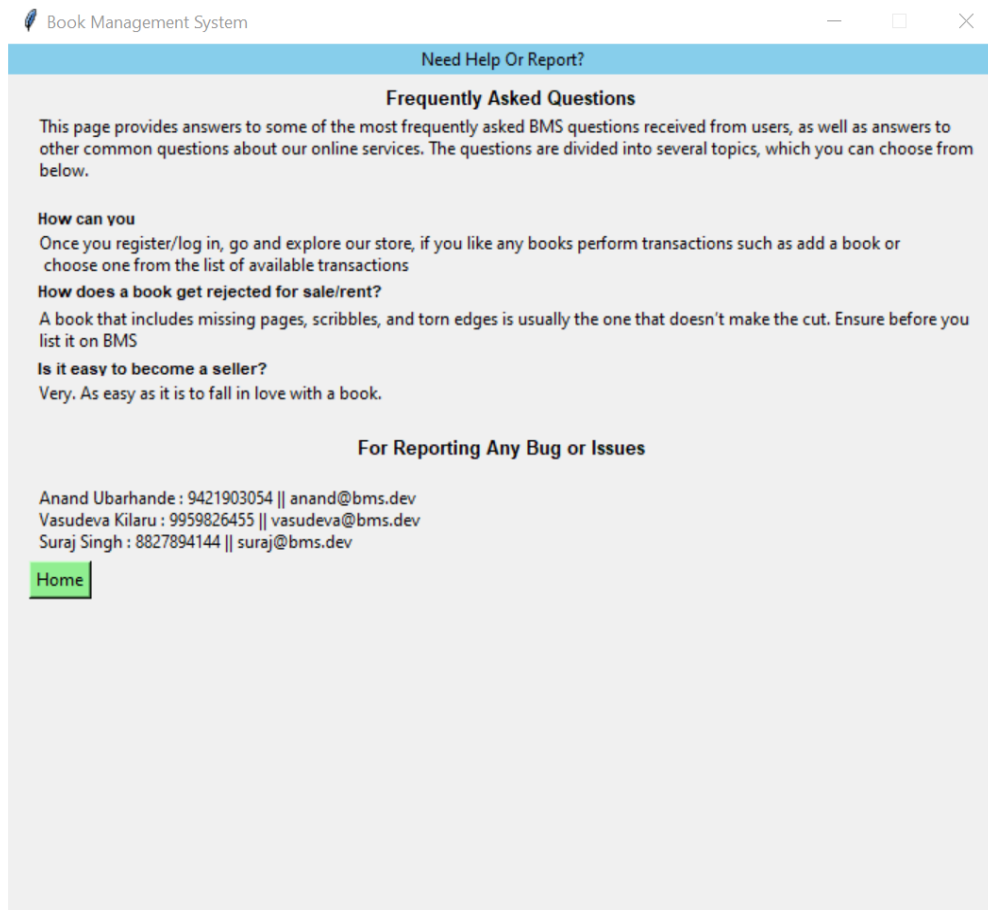 Book Management System
Need Help Or Report?
Frequently Asked Questions
This page provides answers to some of the most frequently asked BMS questions received from users, as well as answers to
other common questions about our online services. The questions are divided into several topics, which you can choose from
below.
How can you
Once you register/log in, go and explore our store, if you like any books perform transactions such as add a book or
choose one from the list of available transactions
How does a book get rejected for sale/rent?
A book that includes missing pages, scribbles, and torn edges is usually the one that doesn't make the cut. Ensure before you
list it on BMS
Is it easy to become a seller?
Very. As easy as it is to fall in love with a book.
For Reporting Any Bug or Issues
Anand Ubarhande : 9421903054 || anand@bms.dev
Vasudeva Kilaru : 9959826455 || vasudeva@bms.dev
Suraj Singh : 8827894144 || suraj@bms.dev
Home